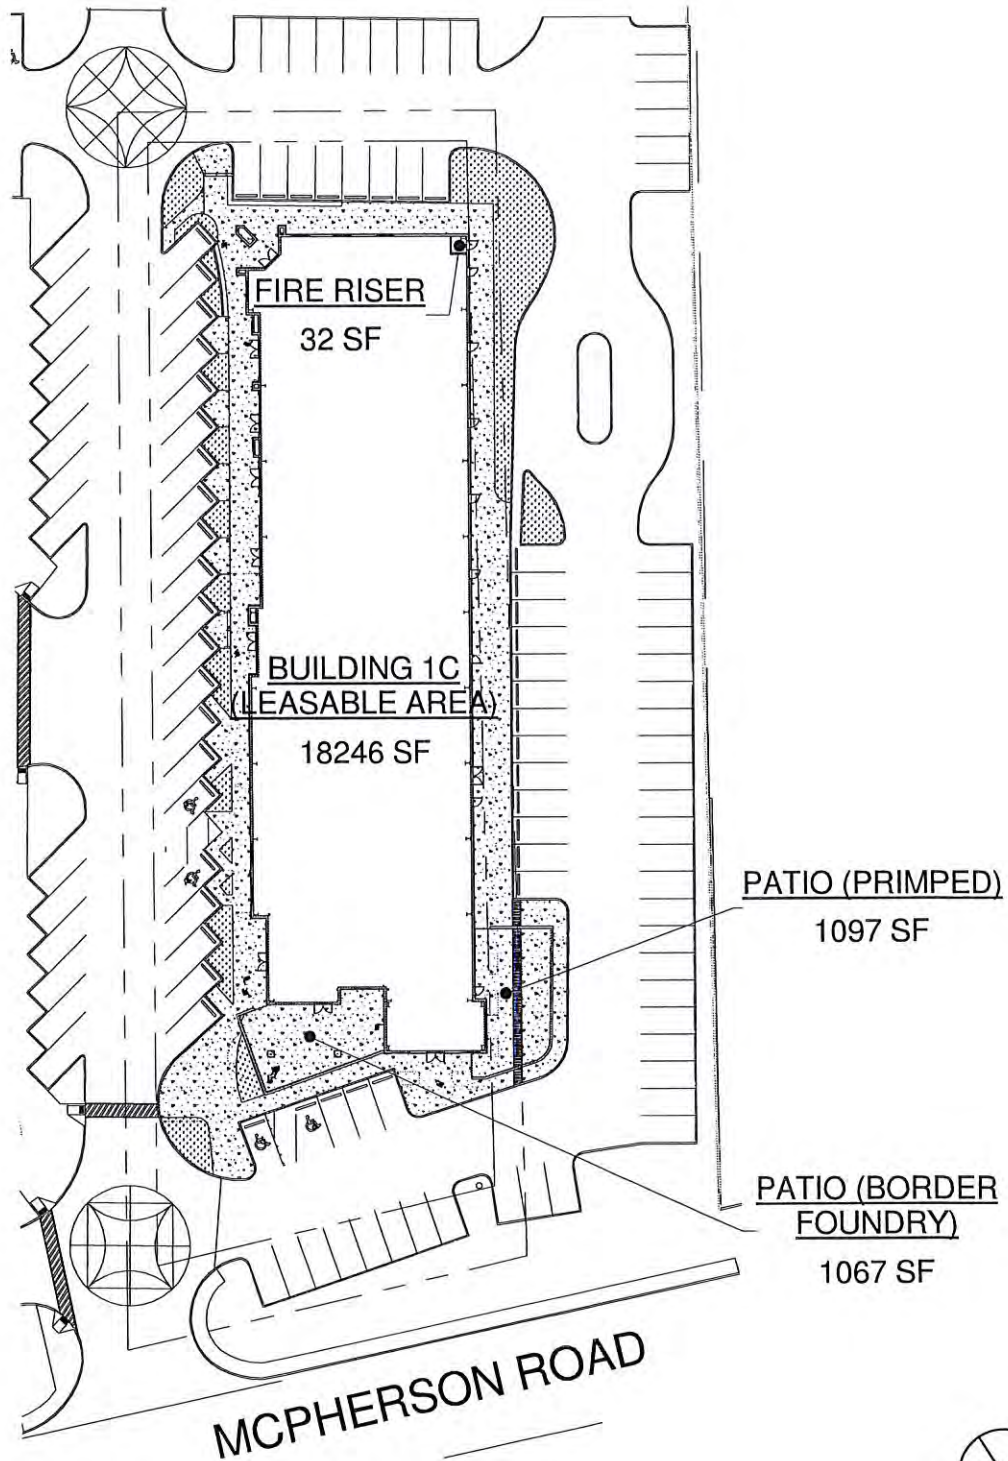 FIRE RISER
32 SF
BUILDING 1C
(LEASABLE AREA)
18246 SF
PATIO (PRIMPED)
1097 SF
PATIO (BORDER
FOUNDRY)
1067 SF
MCPHERSON ROAD